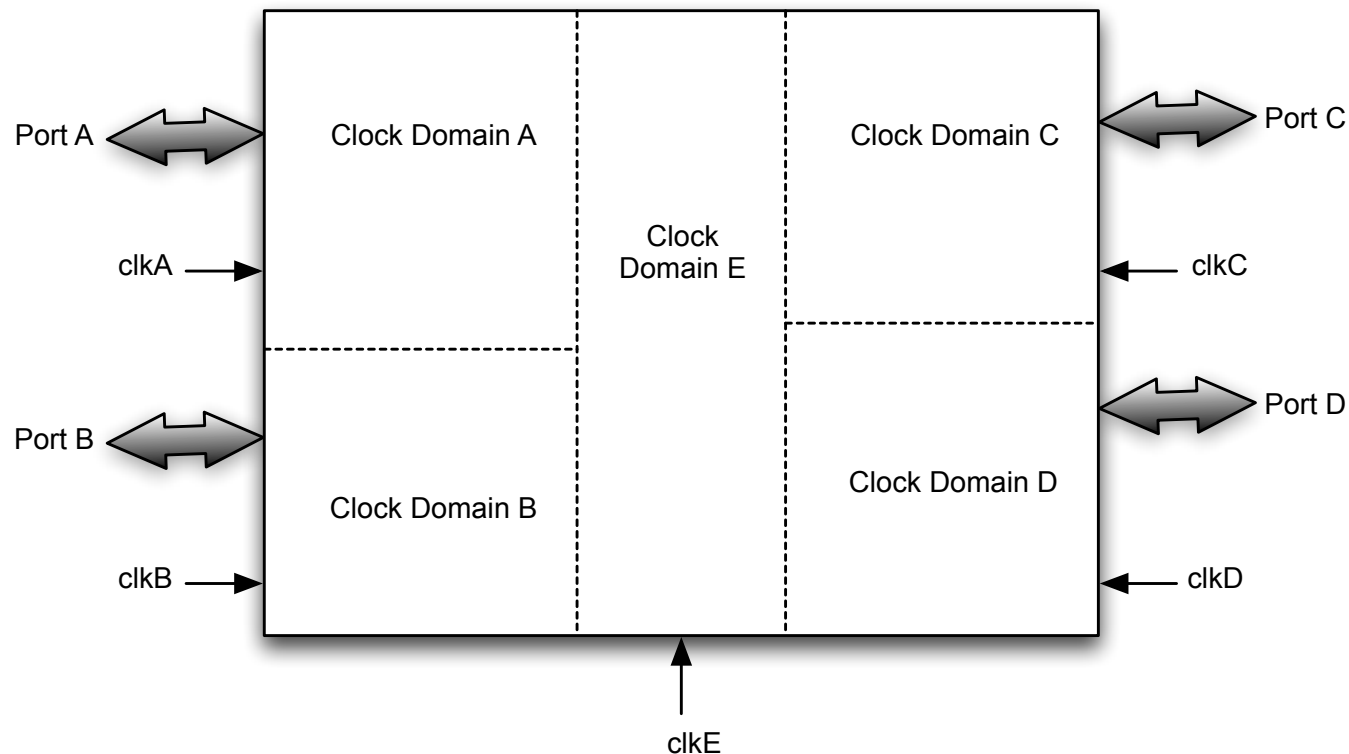 Port A
Clock Domain A
Clock Domain C
Port C
Clock
Domain E
clkA
clkC
Port B
Port D
Clock Domain B
Clock Domain D
clkB
clkD
clkE